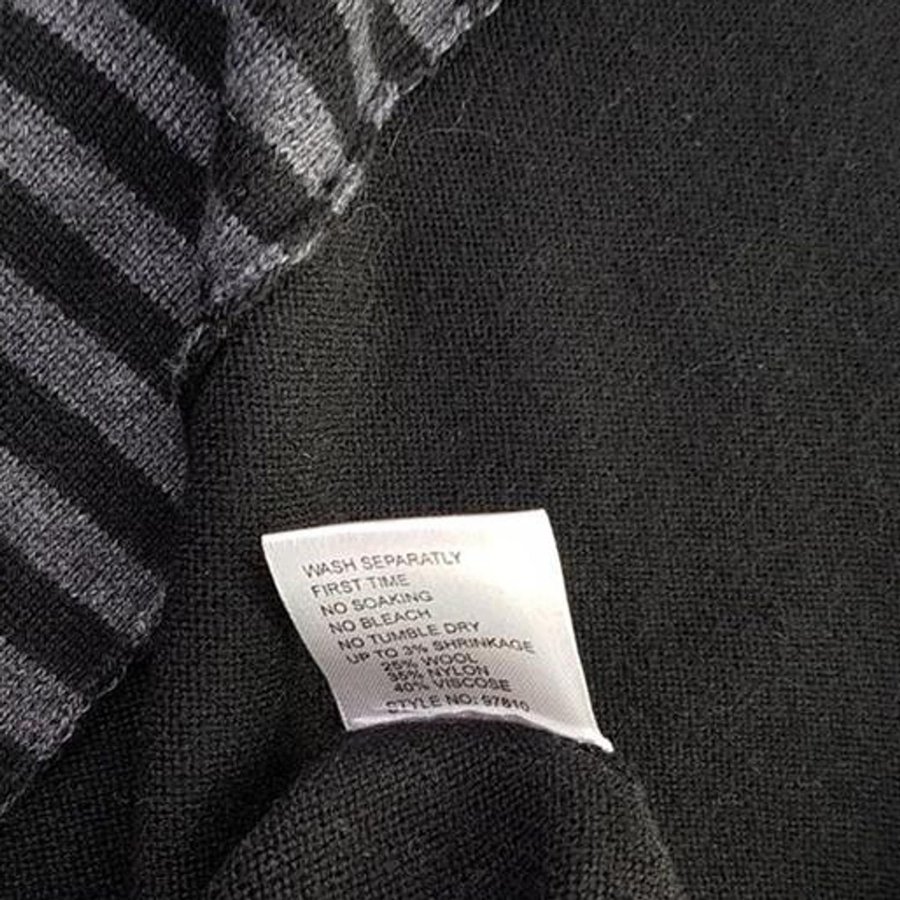 WASH SEPARATLY
FIRST TIME
NO SOAKING
NO BLEACH
NO TUMBLE DRY
UP TO 3% SHRINKAGE
25% WOOL
35% NYLON
40% VISCOSE
STYLE NO: 97810